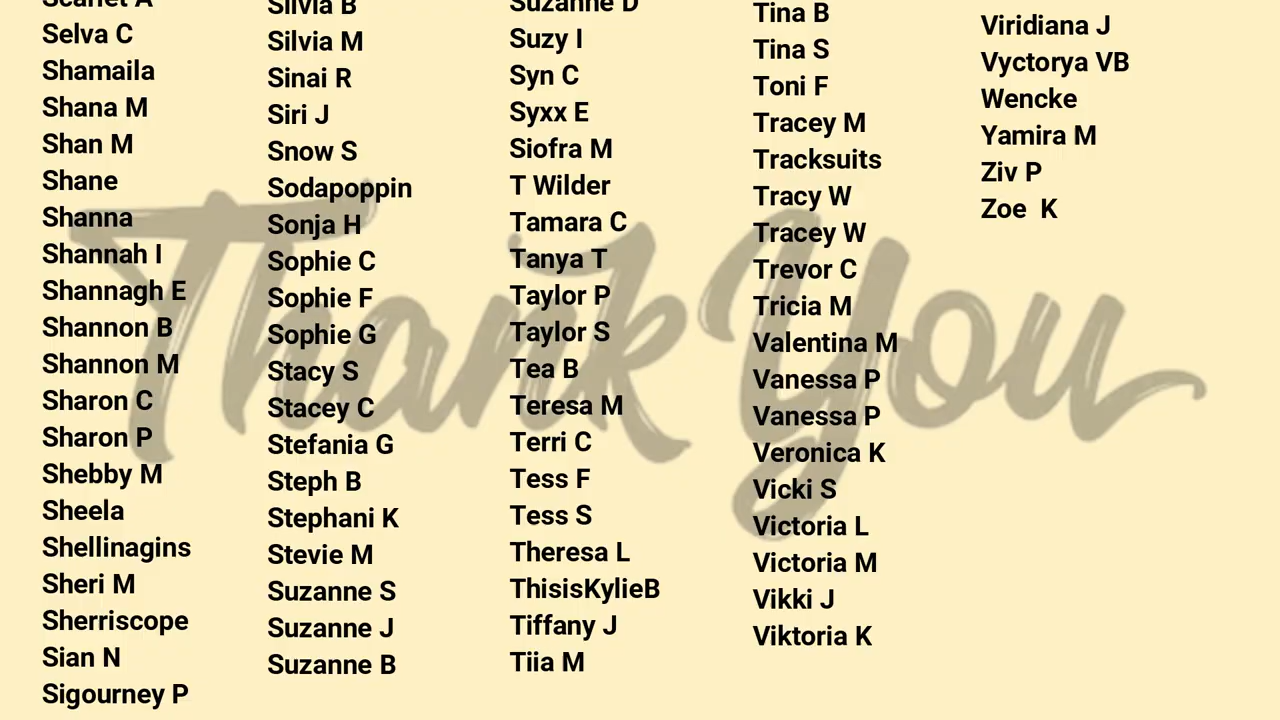 Scarlet A
Selva C
Shamaila
Shana M
Shan M
Shane
Shanna
Shannah I
Shannagh E
Shannon B
Shannon M
Sharon C
Sharon P
Shebby M
Sheela
Shellinagins
Sheri M
Sherriscope
Sian N
Sigourney P
Silvia B
Silvia M
Sinai R
Siri J
Snow S
Sodapoppin
Sonja H
Sophie C
Sophie F
Sophie G
Stacy S
Stacey C
Stefania G
Steph B
Stephani K
Stevie M
Suzanne S
Suzanne J
Suzanne B
Suzanne D
Suzy I
Syn C
Syxx E
Siofra M
T Wilder
Tamara C
Tanya T
Taylor P
Taylor S
Tea B
Teresa M
Terri C
Tess F
Tess S
Theresa L
ThisisKylieB
Tiffany J
Tiia M
Tina B
Tina S
Toni F
Tracey M
Tracksuits
Tracy W
Tracey W
Trevor C
Tricia M
Valentina M
Vanessa P
Vanessa P
Veronica K
Vicki S
Victoria L
Victoria M
Vikki J
Viktoria K
Viridiana J
Vyctorya VB
Wencke
Yamira M
Ziv P
Zoe  K
Thank You